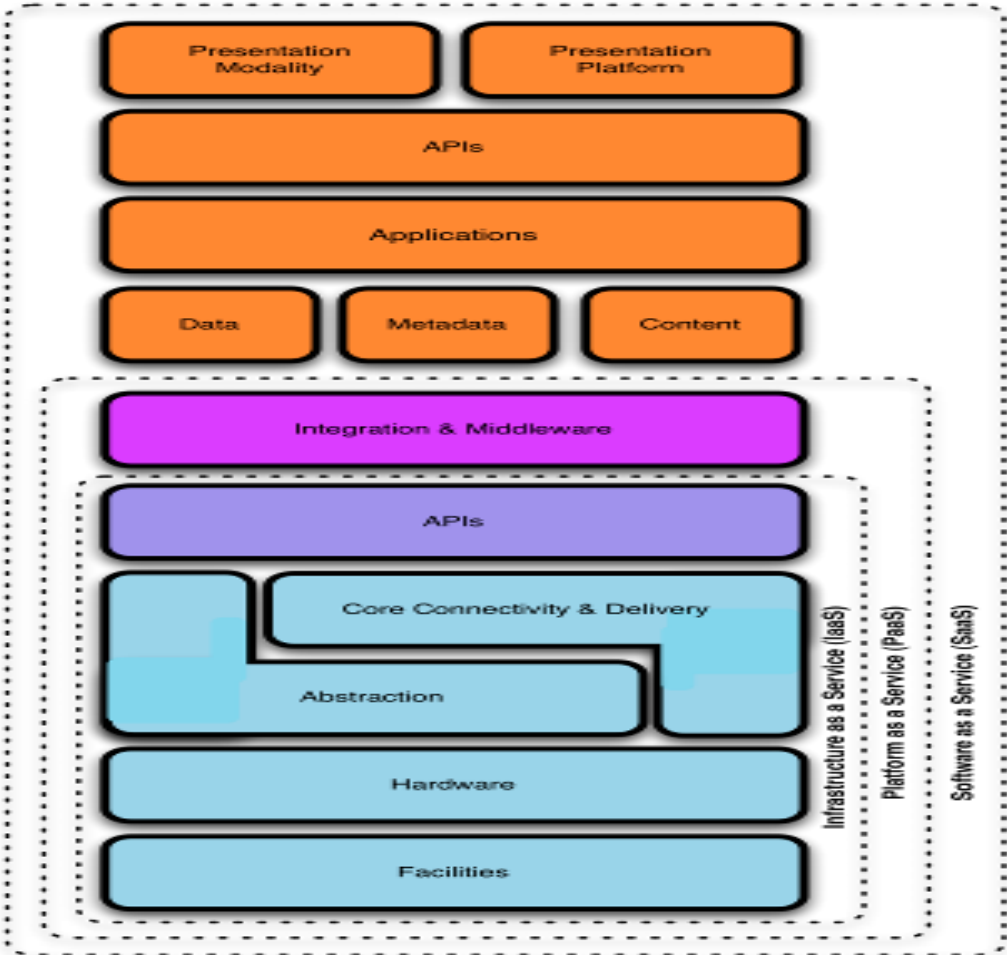 Presentation
Modality
Presentation
Platform
APIs
Applications
Data
Metadata
Content
Integration & Middleware
APIs
Core Connectivity & Delivery
Abstraction
Hardware
Facilities
Infrastructure as a Service (IaaS)
Platform as a Service (PaaS)
Software as a Service (SaaS)